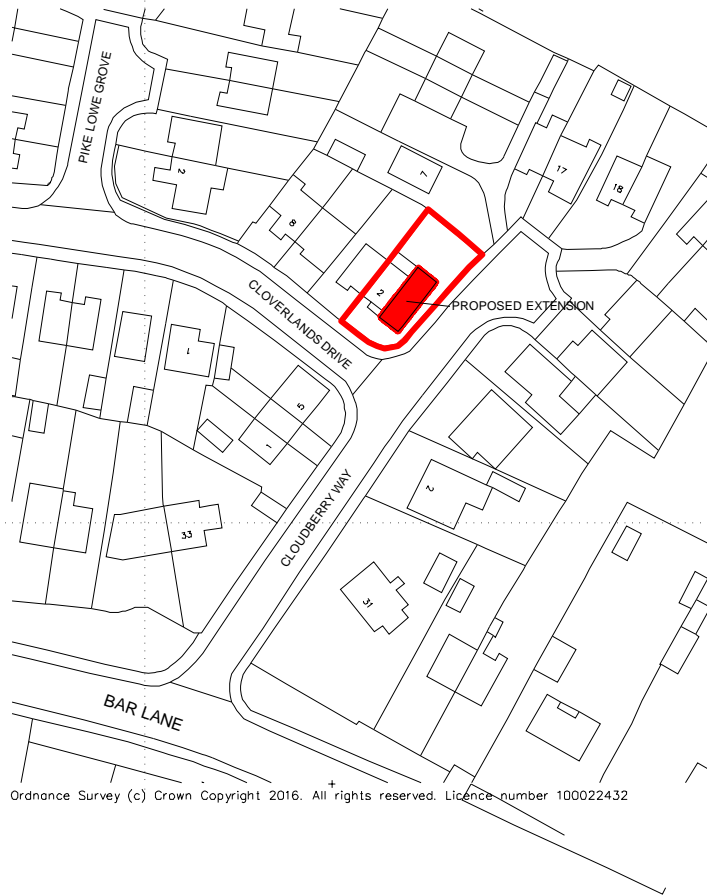 PIKE LOWE GROVE
2
7
17
18
8
2
CLOVERLANDS DRIVE
PROPOSED EXTENSION
1
5
1
CLOUDBERRY WAY
2
33
31
BAR LANE
Ordnance Survey (c) Crown Copyright 2016. All rights reserved. Licence number 100022432